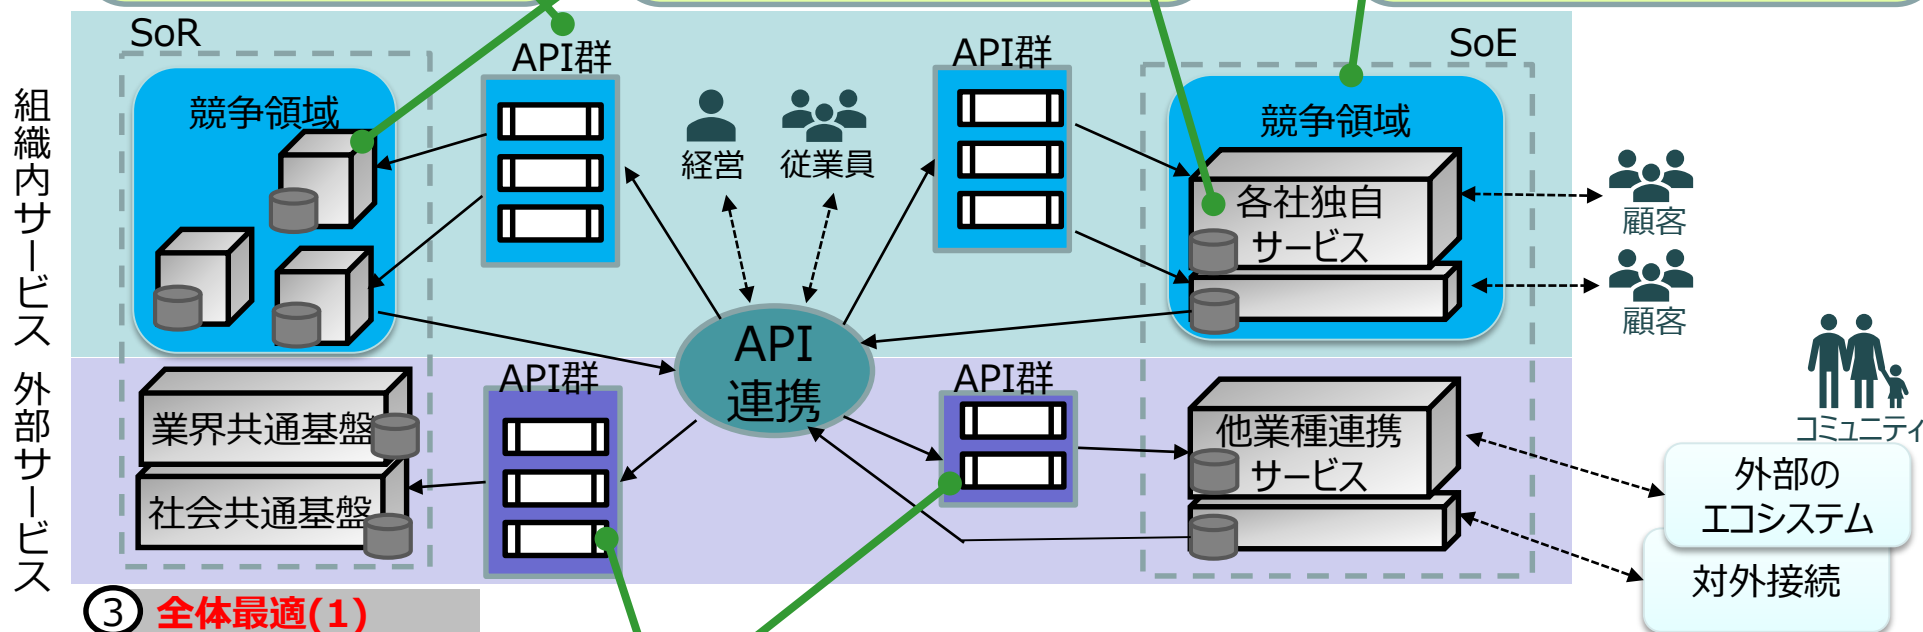 SoR
SoE
API群
API群
組織内サービス
競争領域
競争領域
経営
従業員
各社独自
サービス
顧客
顧客
API
連携
コミュニティ
外部サービス
API群
API群
業界共通基盤
社会共通基盤
他業種連携
サービス
外部の
エコシステム
対外接続
③ 全体最適(1)